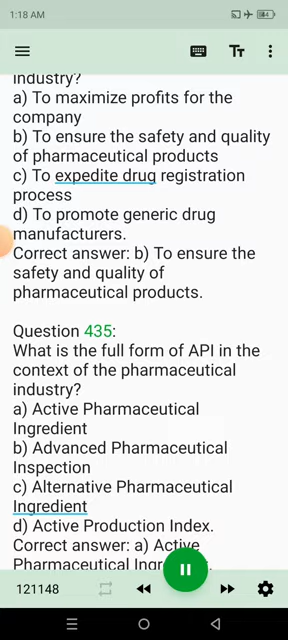 1:18 AM
84
Tт
industry?
a) To maximize profits for the
company
b) To ensure the safety and quality
of pharmaceutical products
c) To expedite drug registration
process
d) To promote generic drug
manufacturers.
Correct answer: b) To ensure the
safety and quality of
pharmaceutical products.
Question 435:
What is the full form of API in the
context of the pharmaceutical
industry?
a) Active Pharmaceutical
Ingredient
b) Advanced Pharmaceutical
Inspection
c) Alternative Pharmaceutical
Ingredient
d) Active Production Index.
Correct answer: a) Active
Pharmaceutical
121148